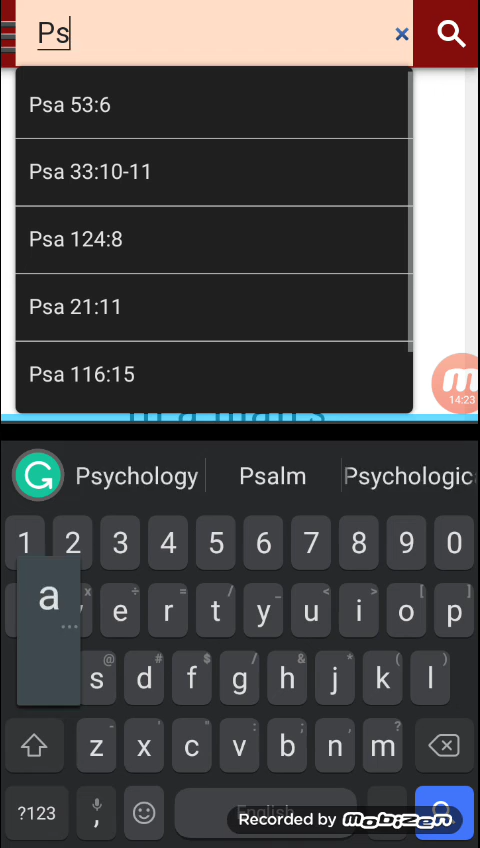 Ps
×
Psa 53:6
Psa 33:10-11
Psa 124:8
Psa 21:11
Psa 116:15
14:23
Psychology Psalm Psychologic
1 2 3 4 5 6 7 8 9 0
e r t y u i o p
a
s d f g h j k l
z x c v b n m
?123 , English
Recorded by mobizen